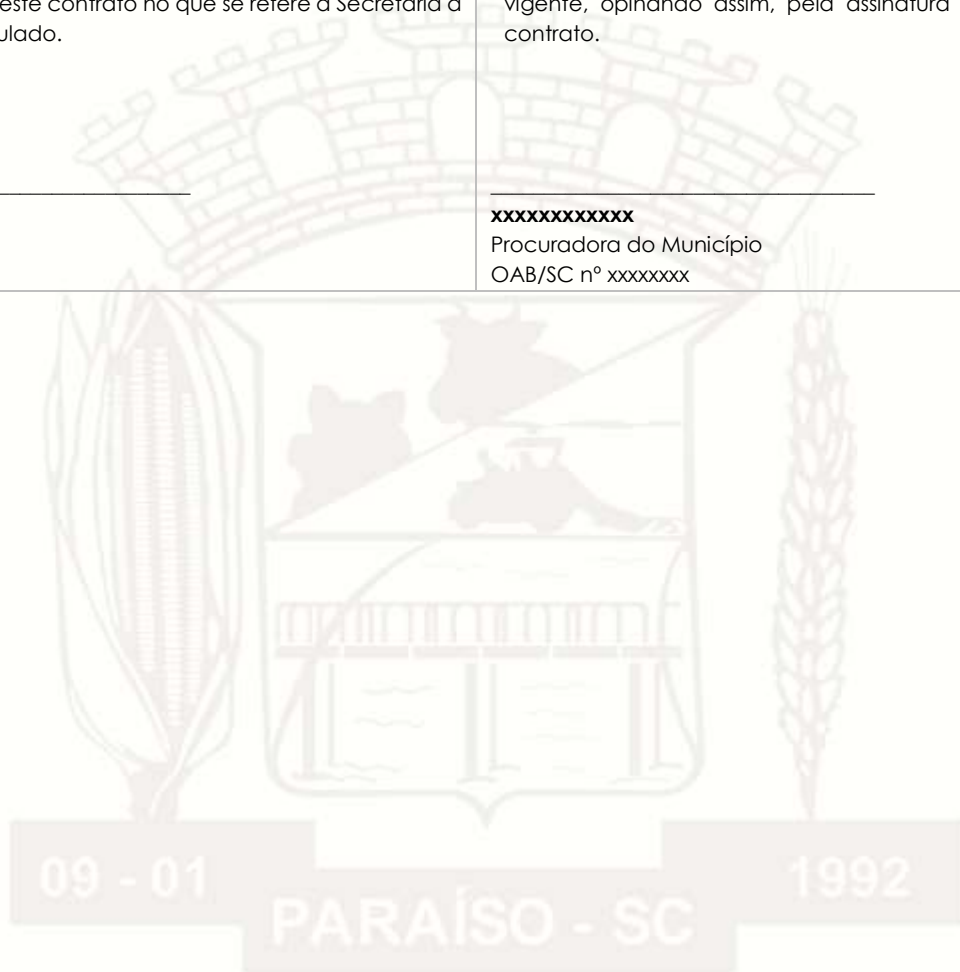 este contrato no que se refere a Secretaria a
ulado.
vigente, opinando assim, pela assinatura
contrato.
xxxxxxxxxxxx
Procuradora do Município
OAB/SC nº xxxxxxxx
09 - 01
1992
PARAÍSO - SC